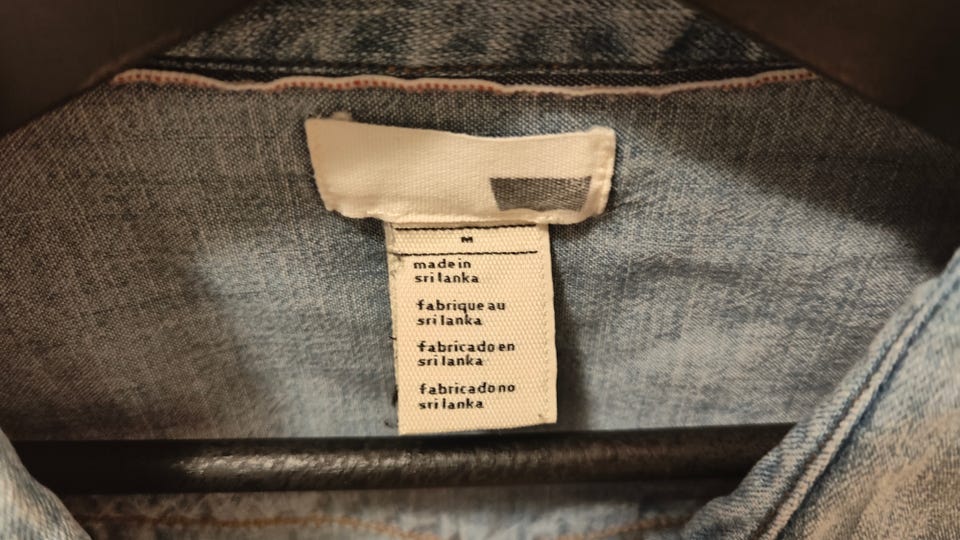 M
made in
sri lanka
fabrique au
sri lanka
fabricado en
sri lanka
fabricado no
sri lanka